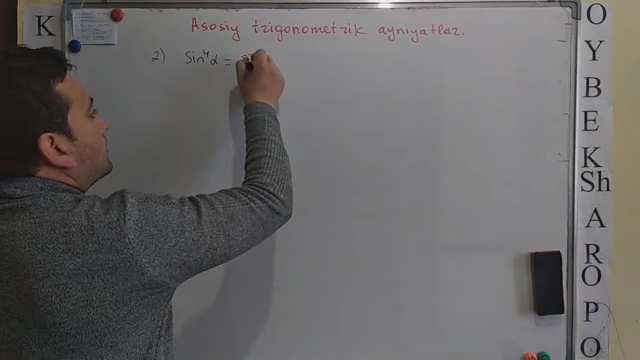 K
Asosiy trigonometrik ayniyatlar.
2) Sin⁴α =
O
Y
B
E
K
Sh
A
R
O
P
O